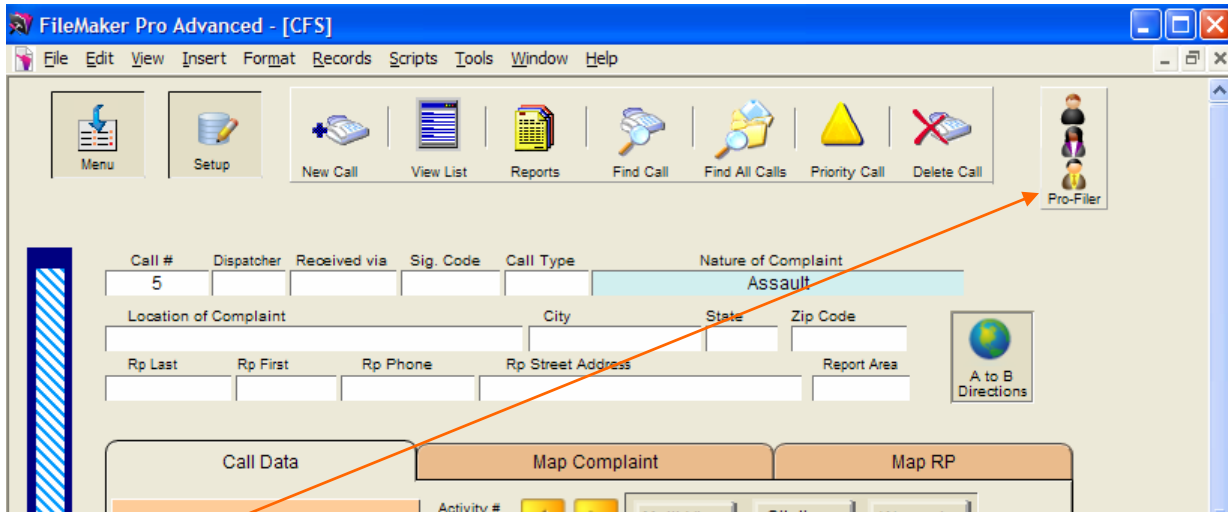 FileMaker Pro Advanced - [CFS]
File Edit View Insert Format Records Scripts Tools Window Help
Menu Setup New Call View List Reports Find Call Find All Calls Priority Call Delete Call Pro-Filer
Call # Dispatcher Received via Sig. Code Call Type Nature of Complaint
5 Assault
Location of Complaint City State Zip Code
Rp Last Rp First Rp Phone Rp Street Address Report Area
A to B
Directions
Call Data Map Complaint Map RP
Activity #